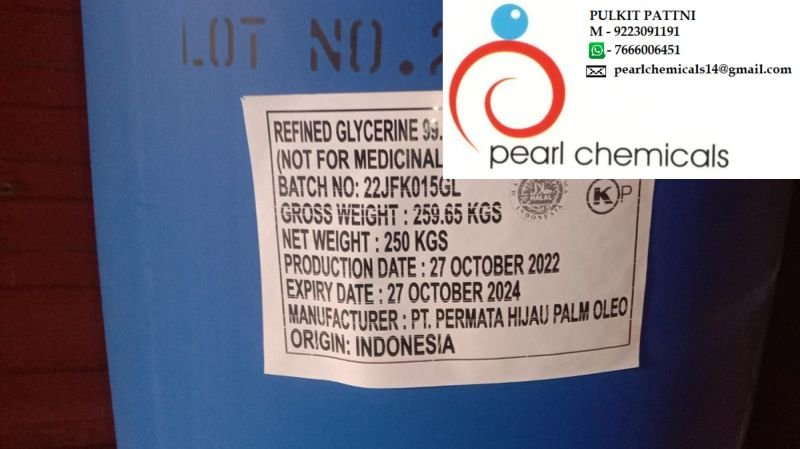 PULKIT PATTNI
M - 9223091191
- 7666006451
pearlchemicals14@gmail.com
pearl chemicals
LOT NO.
REFINED GLYCERINE 99.
(NOT FOR MEDICINAL
BATCH NO: 22JFK015GL
GROSS WEIGHT : 259.65 KGS
NET WEIGHT : 250 KGS
PRODUCTION DATE : 27 OCTOBER 2022
EXPIRY DATE : 27 OCTOBER 2024
MANUFACTURER : PT. PERMATA HIJAU PALM OLEO
ORIGIN: INDONESIA
HALAL
INDONESIA
K P